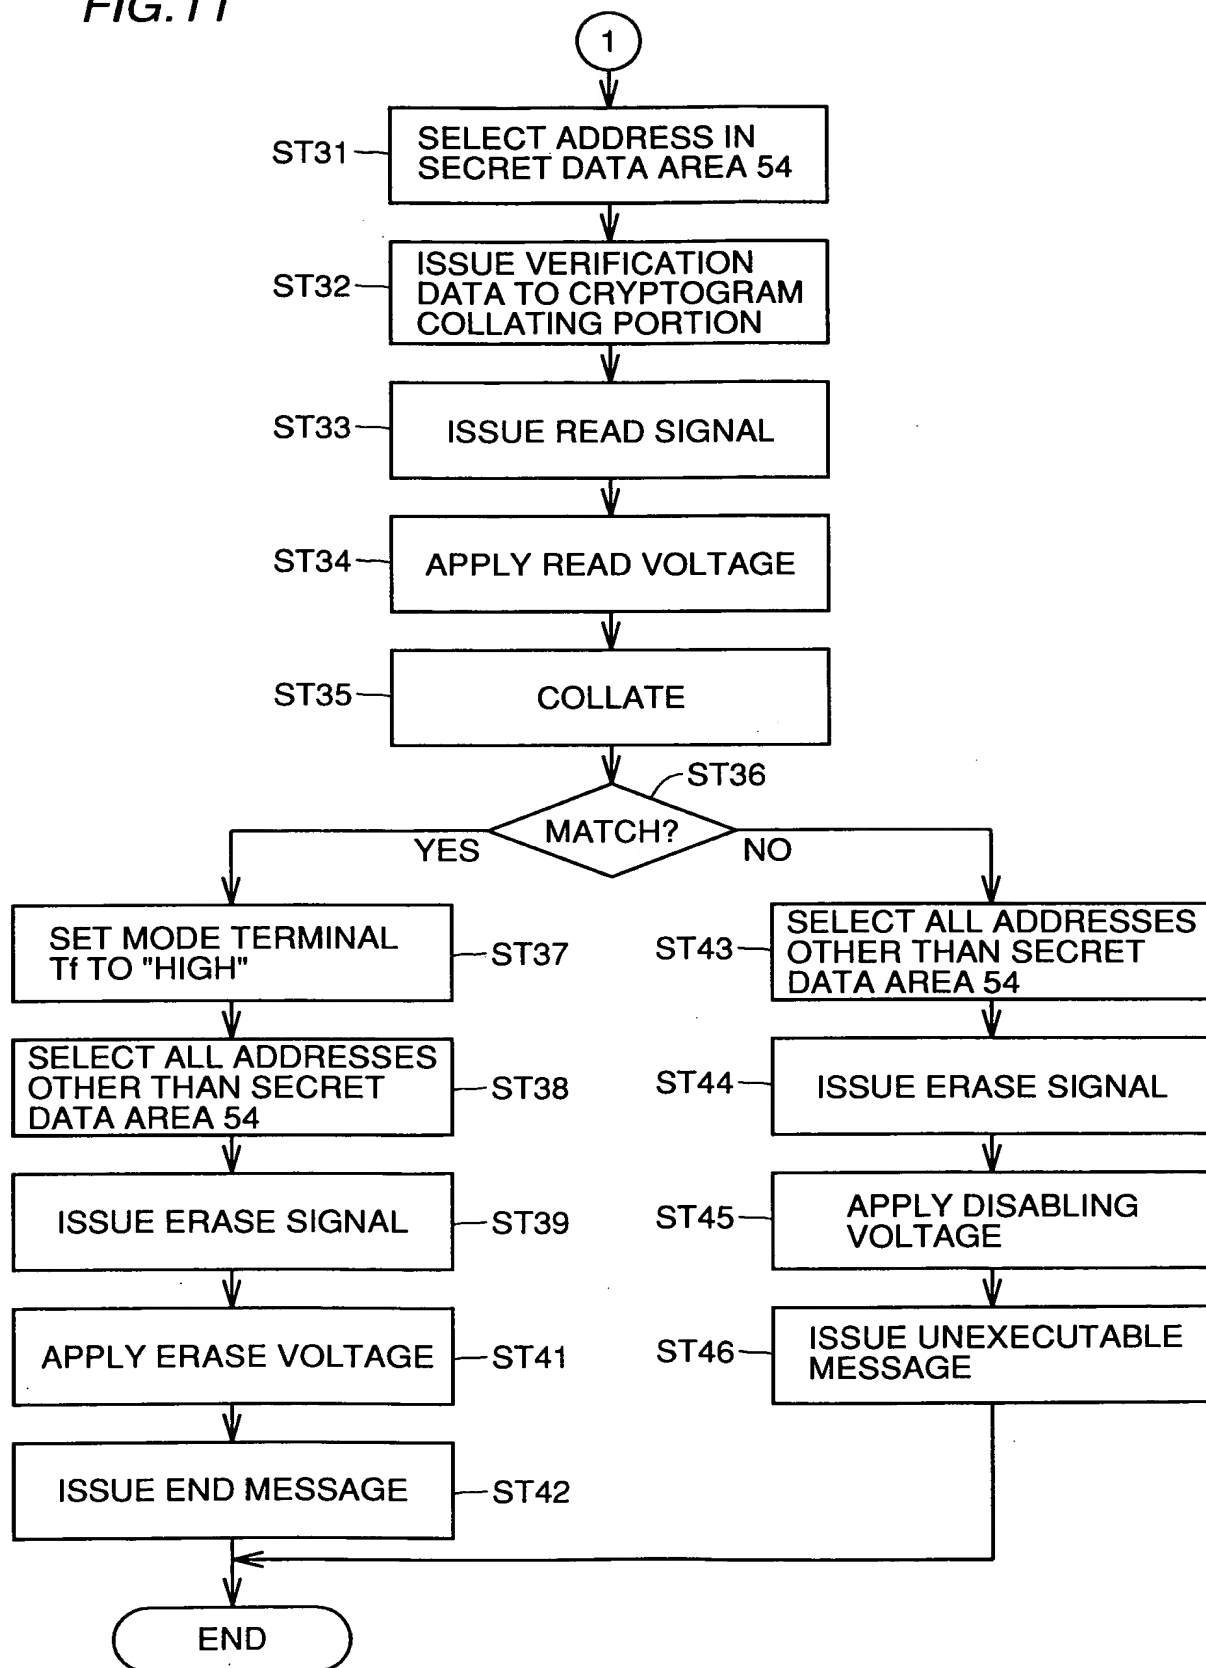 FIG.11
1
ST31
SELECT ADDRESS IN
SECRET DATA AREA 54
ST32
ISSUE VERIFICATION
DATA TO CRYPTOGRAM
COLLATING PORTION
ST33
ISSUE READ SIGNAL
ST34
APPLY READ VOLTAGE
ST35
COLLATE
ST36
MATCH?
YES
NO
SET MODE TERMINAL
Tf TO "HIGH"
ST37
SELECT ALL ADDRESSES
OTHER THAN SECRET
DATA AREA 54
ST38
ISSUE ERASE SIGNAL
ST39
APPLY ERASE VOLTAGE
ST41
ISSUE END MESSAGE
ST42
ST43
SELECT ALL ADDRESSES
OTHER THAN SECRET
DATA AREA 54
ST44
ISSUE ERASE SIGNAL
ST45
APPLY DISABLING
VOLTAGE
ST46
ISSUE UNEXECUTABLE
MESSAGE
END